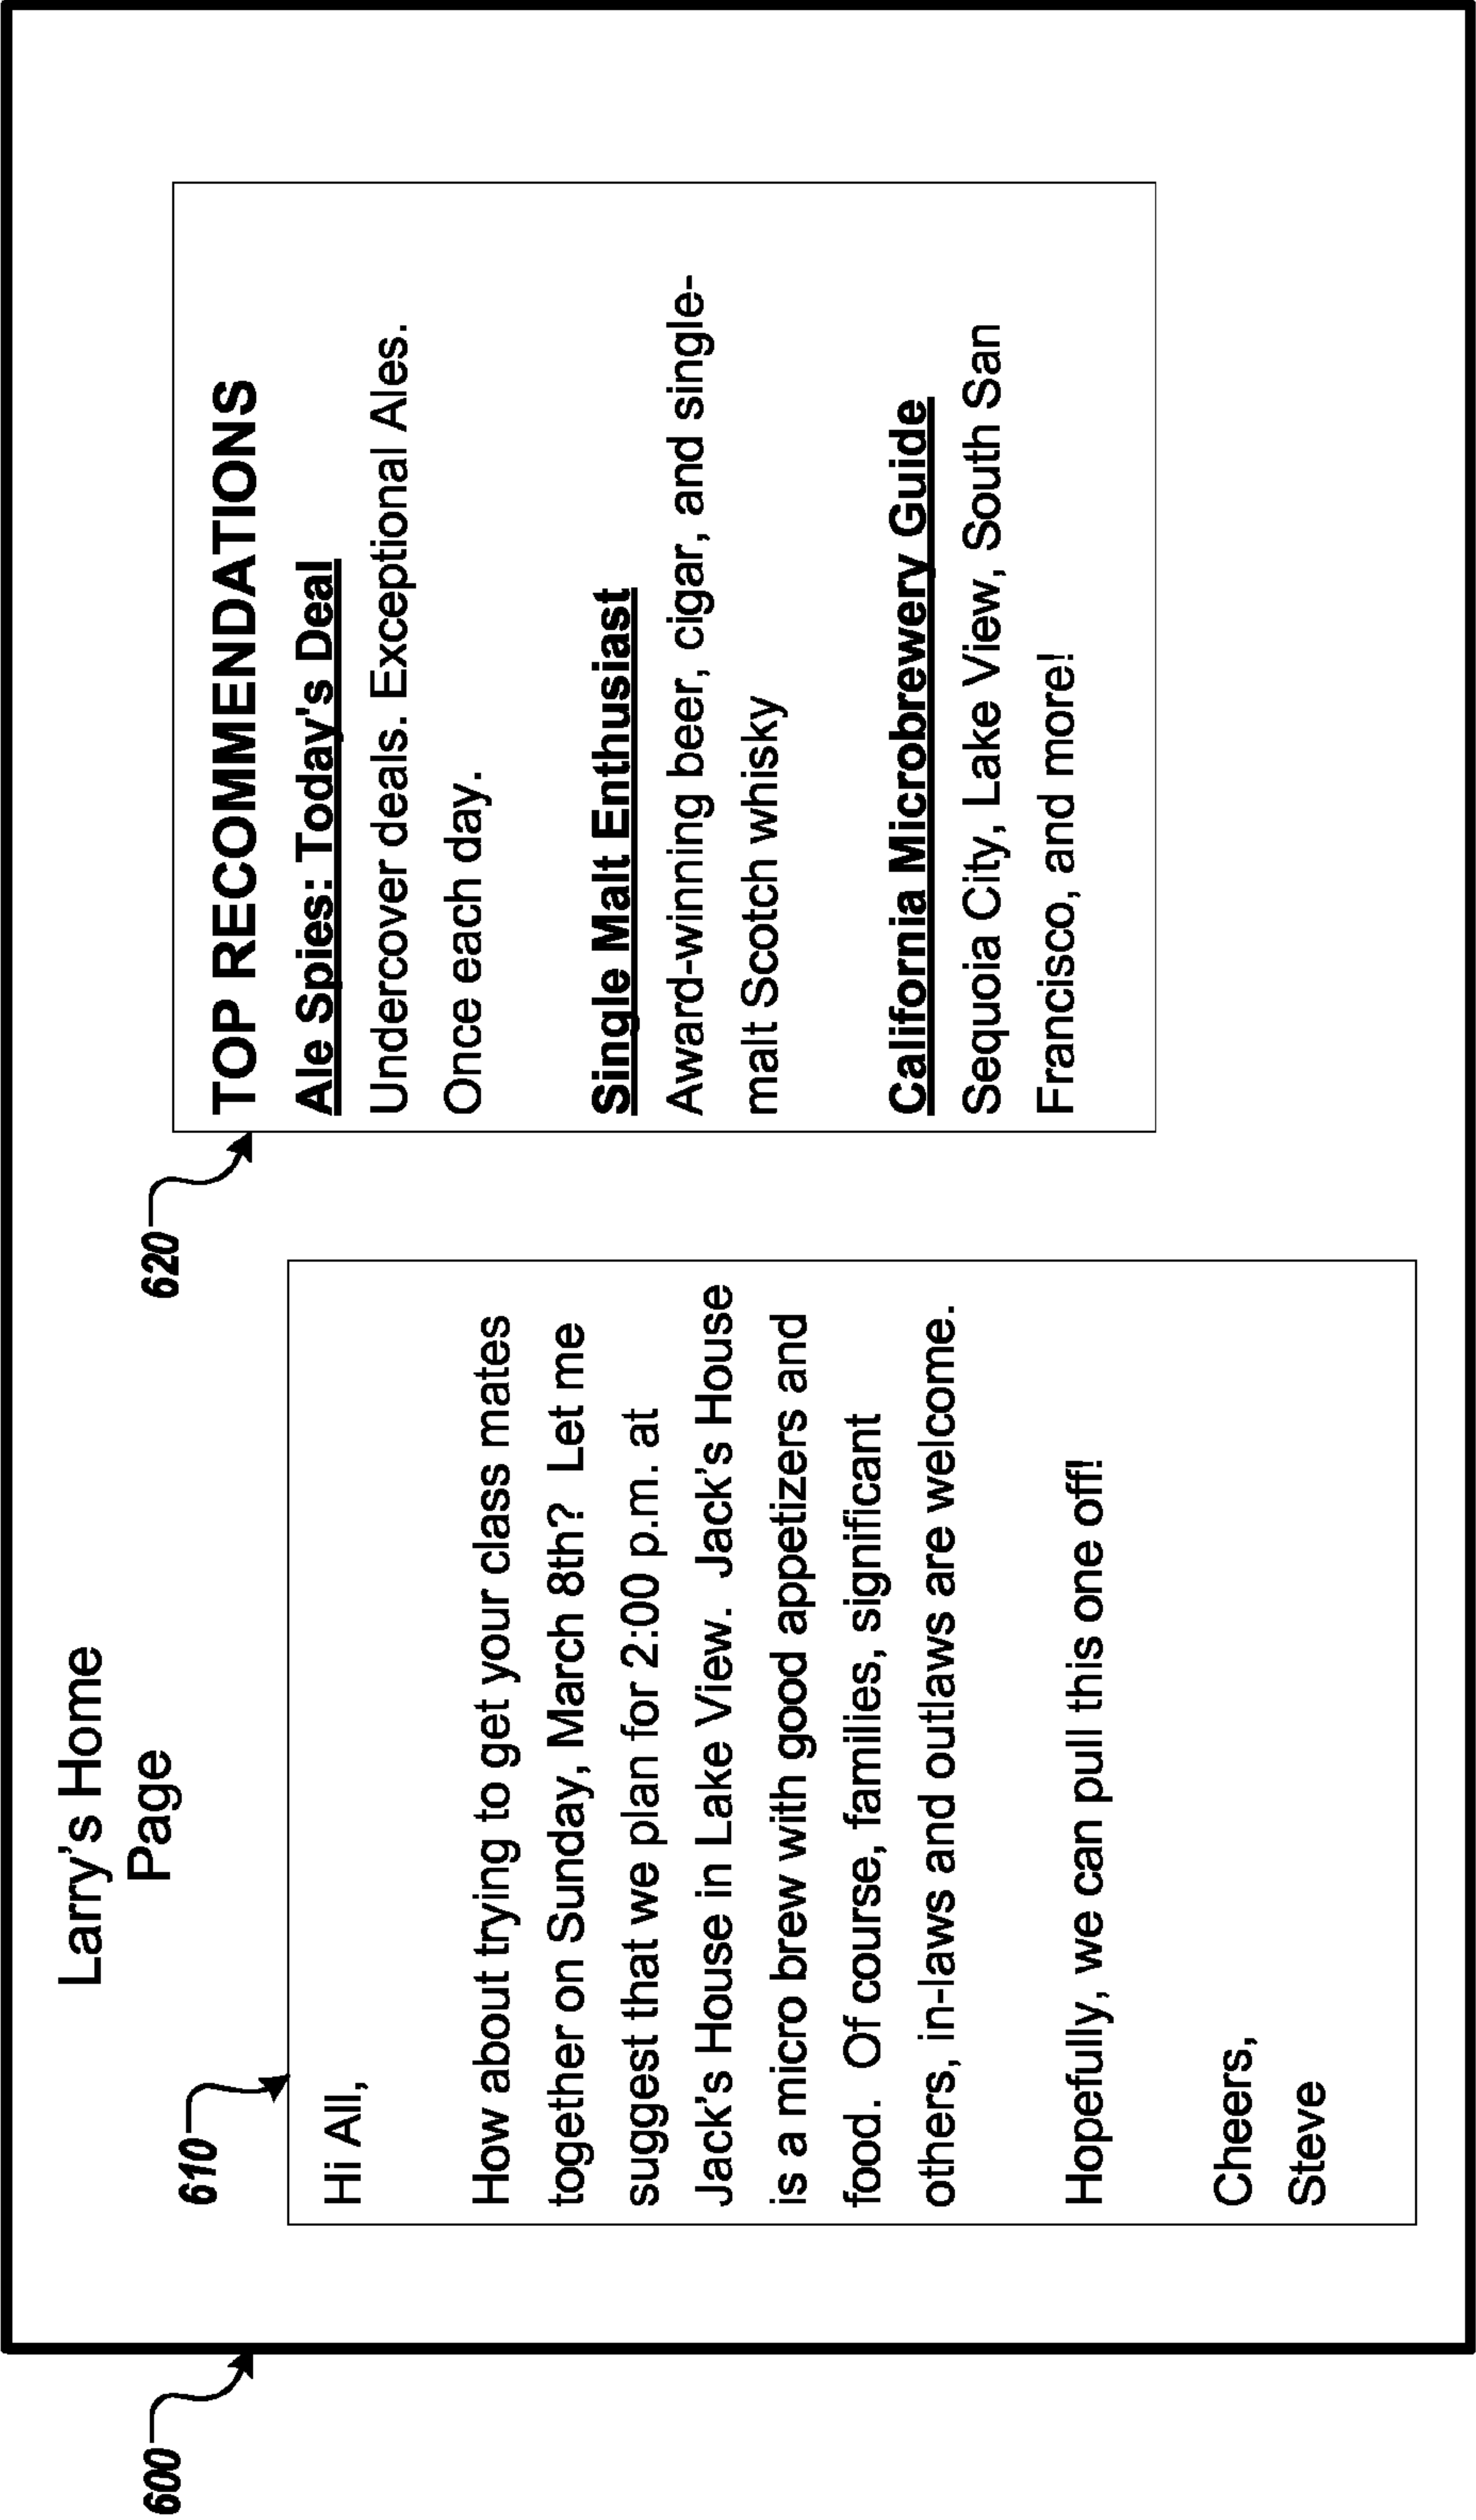 600
Larry's Home
Page
610
Hi All,
How about trying to get your class mates
together on Sunday, March 8th?  Let me
suggest that we plan for 2:00 p.m. at
Jack's House in Lake View.  Jack's House
is a micro brew with good appetizers and
food.  Of course, families, significant
others, in-laws and outlaws are welcome.
Hopefully, we can pull this one off!
Cheers,
Steve
620
TOP RECOMMENDATIONS
Ale Spies: Today's Deal
Undercover deals. Exceptional Ales.
Once each day.
Single Malt Enthusiast
Award-winning beer, cigar, and single-
malt Scotch whisky
California Microbrewery Guide
Sequoia City, Lake View, South San
Francisco, and more!